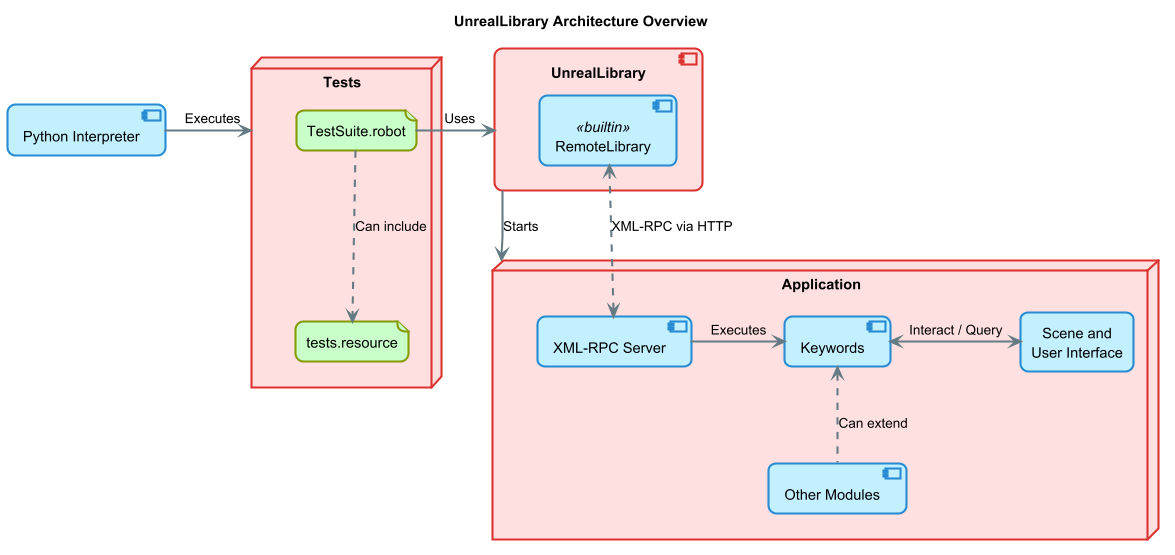 UnrealLibrary Architecture Overview
Python Interpreter
Executes
Tests
TestSuite.robot
Can include
tests.resource
Uses
UnrealLibrary
«builtin»
RemoteLibrary
Starts
XML-RPC via HTTP
Application
XML-RPC Server
Executes
Keywords
Interact / Query
Scene and
User Interface
Can extend
Other Modules